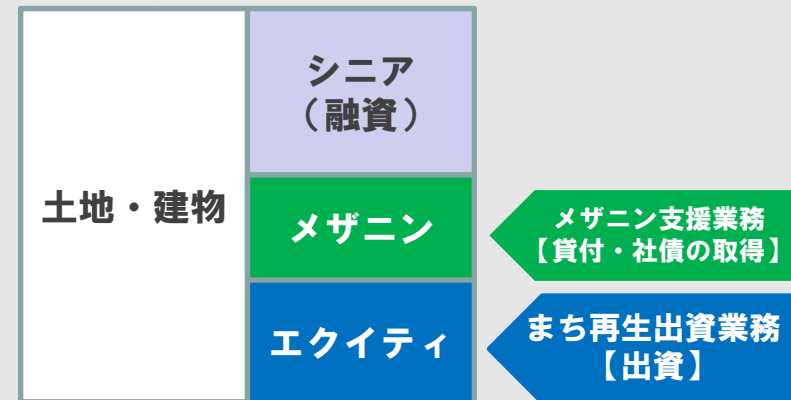 土地・建物
シニア
（融資）
メザニン
エクイティ
メザニン支援業務
【貸付・社債の取得】
まち再生出資業務
【出資】